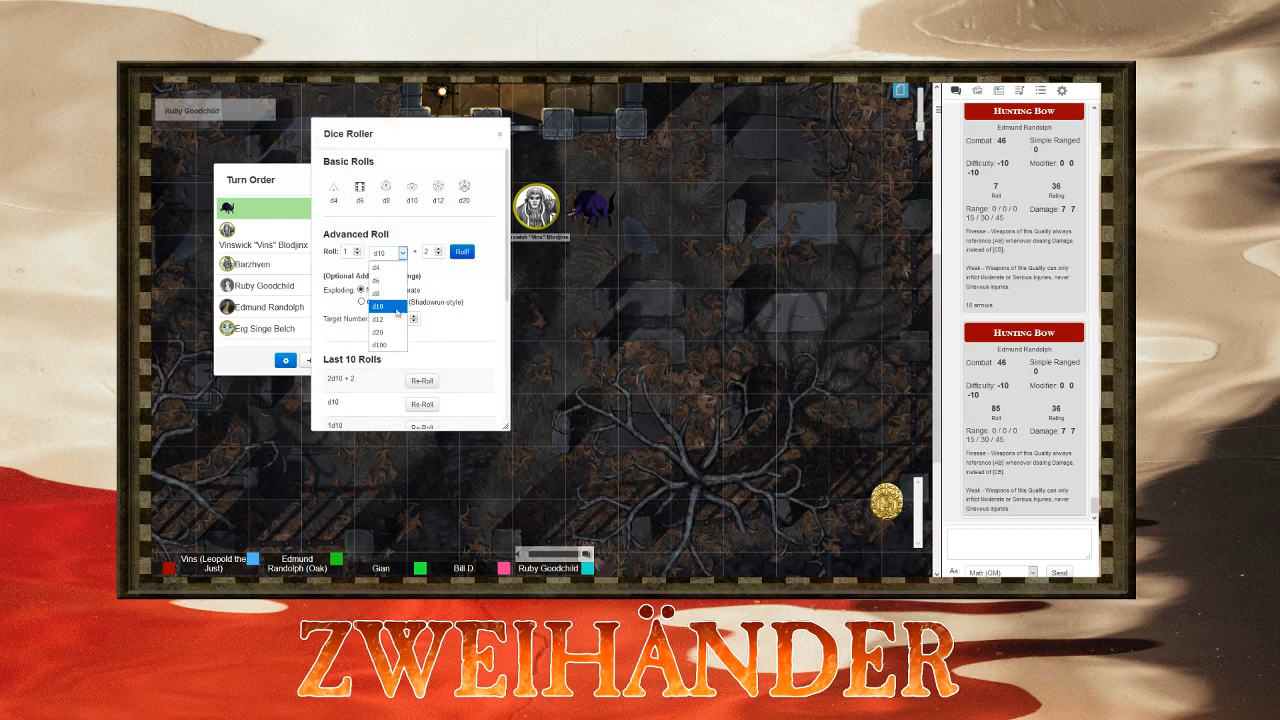 Ruby Goodchild
Turn Order
Vinswick "Vins" Blodjinx
Barzhven
Ruby Goodchild
Edmund Randolph
Erg Singe Belch
Dice Roller
×
Basic Rolls
d4 d6 d8 d10 d12 d20
Advanced Roll
Roll: 1 d10 + 2 Roll!
d4
d6
d8
d10
d12
d20
d100
(Optional Add ngs)
Exploding:
(Shadowrun-style)
Target Number
Last 10 Rolls
2d10 + 2 Re-Roll
d10 Re-Roll
1d10 Re-Roll
swick "Vins" Blodjinx
Hunting Bow
Edmund Randolph
Combat : 46 Simple Ranged : 0
Difficulty: -10 Modifier: 0 0
-10
7 36
Roll Rating
Range: 0 / 0 / 0 Damage: 7 7
15 / 30 / 45
Finesse - Weapons of this Quality always
reference [AB] whenever dealing Damage,
instead of [CB].
Weak - Weapons of this Quality can only
inflict Moderate or Serious Injuries, never
Grievous Injuries.
18 arrows
Hunting Bow
Edmund Randolph
Combat : 46 Simple Ranged : 0
Difficulty: -10 Modifier: 0 0
-10
85 36
Roll Rating
Range: 0 / 0 / 0 Damage: 7 7
15 / 30 / 45
Finesse - Weapons of this Quality always
reference [AB] whenever dealing Damage,
instead of [CB].
Weak - Weapons of this Quality can only
inflict Moderate or Serious Injuries, never
Grievous Injuries.
As: Matt (GM) Send
Vins (Leopold the Just)
Edmund Randolph (Oak)
Gian
Bill D.
Ruby Goodchild
ZWEIHÄNDER